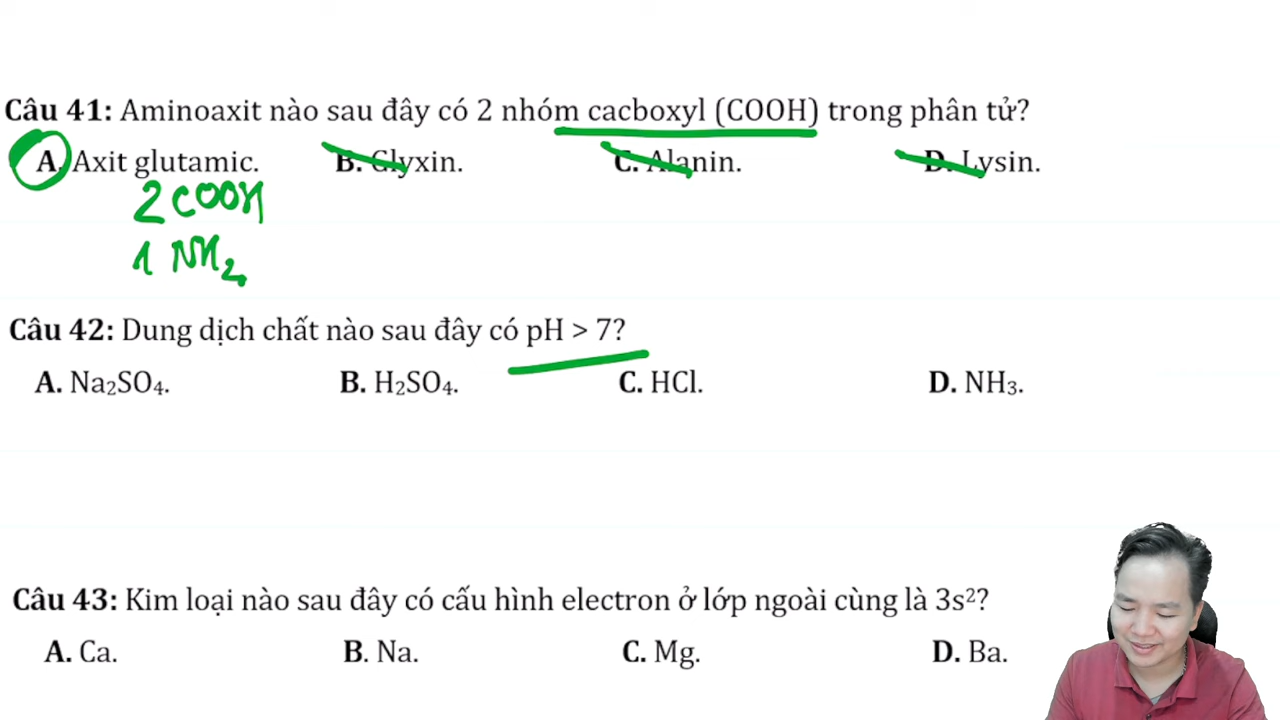 Câu 41: Aminoaxit nào sau đây có 2 nhóm cacboxyl (COOH) trong phân tử?
A. Axit glutamic. B. Glyxin. C. Alanin. D. Lysin.
2 COOH
1 NH₂
Câu 42: Dung dịch chất nào sau đây có pH > 7?
A. Na₂SO₄. B. H₂SO₄. C. HCl. D. NH₃.
Câu 43: Kim loại nào sau đây có cấu hình electron ở lớp ngoài cùng là 3s²?
A. Ca. B. Na. C. Mg. D. Ba.